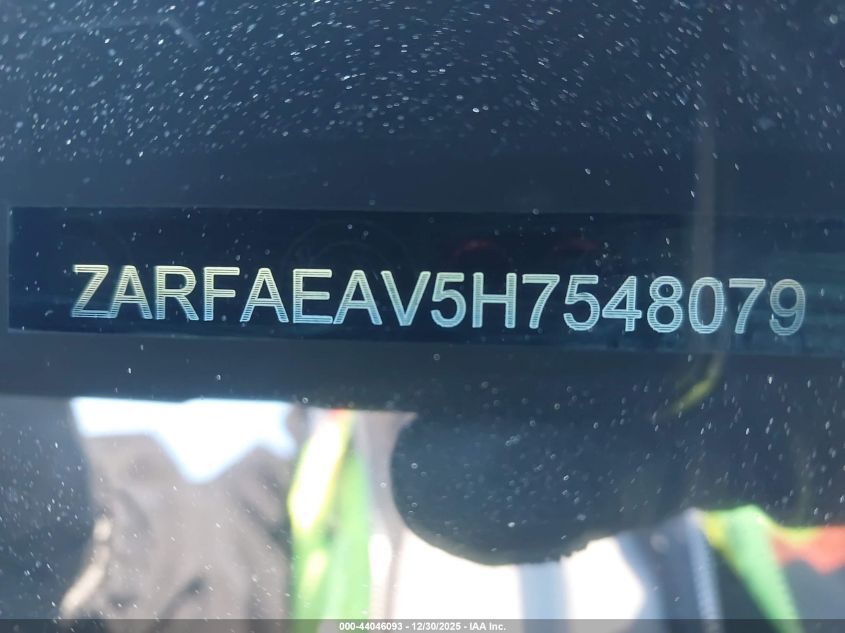 ZARFAEAV5H7548079
000-44046093 - 12/30/2025 - IAA Inc.